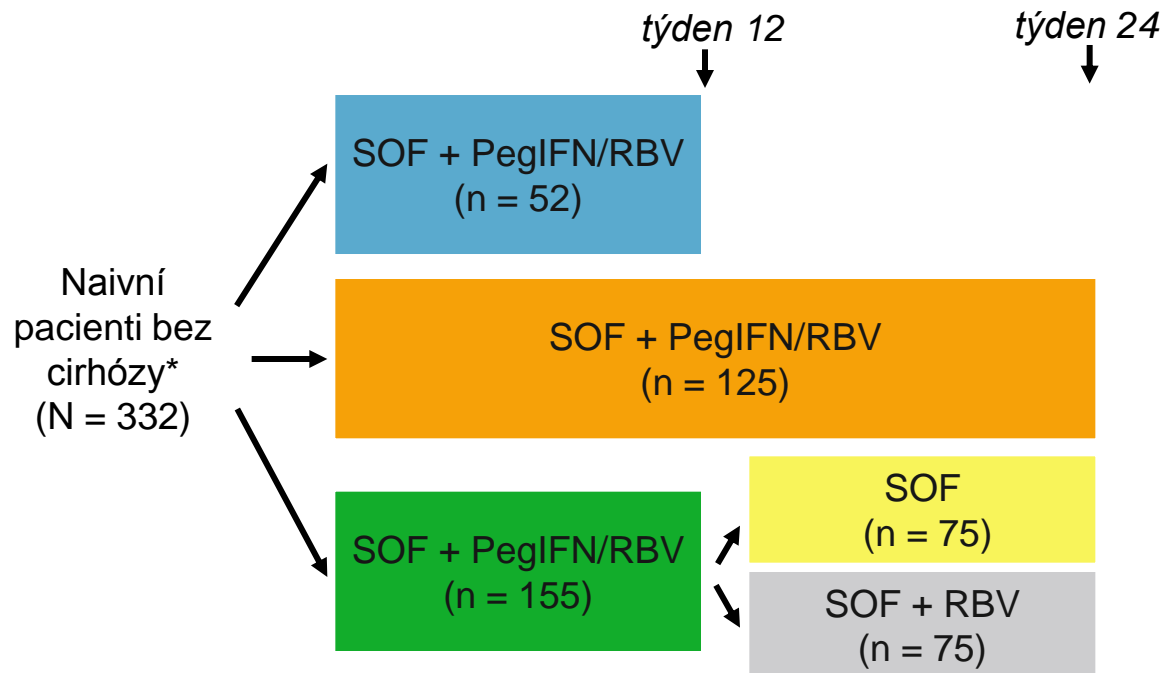 týden 12
týden 24
SOF + PegIFN/RBV
(n = 52)
Naivní
pacienti bez
cirhózy*
(N = 332)
SOF + PegIFN/RBV
(n = 125)
SOF + PegIFN/RBV
(n = 155)
SOF
(n = 75)
SOF + RBV
(n = 75)